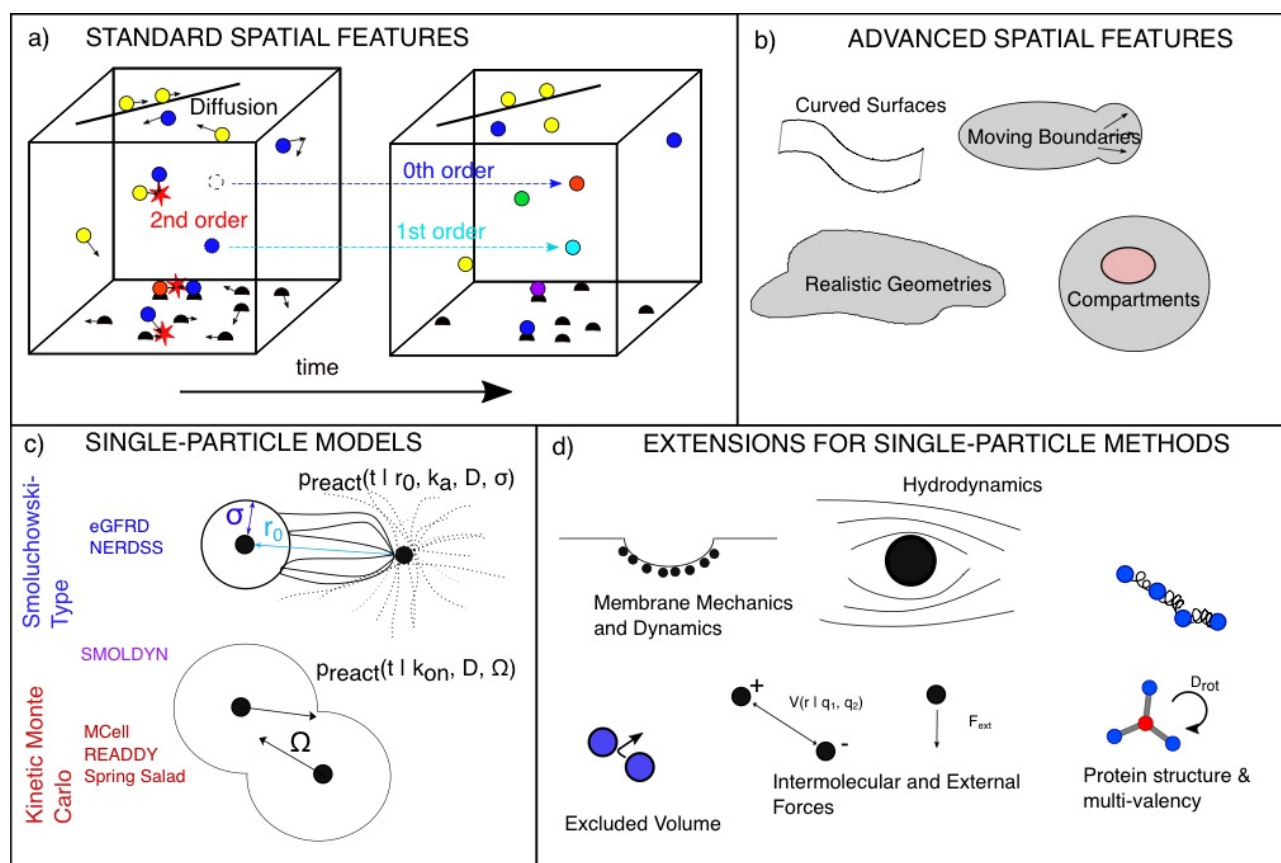 a) STANDARD SPATIAL FEATURES
Diffusion
0th order
2nd order
1st order
time
b) ADVANCED SPATIAL FEATURES
Curved Surfaces
Moving Boundaries
Realistic Geometries
Compartments
c) SINGLE-PARTICLE MODELS
Smoluchowski-
Type
eGFRD
NERDSS
preact(t | r0, ka, D, σ)
σ
r0
SMOLDYN
preact(t | kon, D, Ω)
Kinetic Monte
Carlo
MCell
READDY
Spring Salad
Ω
d) EXTENSIONS FOR SINGLE-PARTICLE METHODS
Hydrodynamics
Membrane Mechanics
and Dynamics
Excluded Volume
+
V(r | q1, q2)
-
Fext
Intermolecular and External
Forces
Drot
Protein structure &
multi-valency